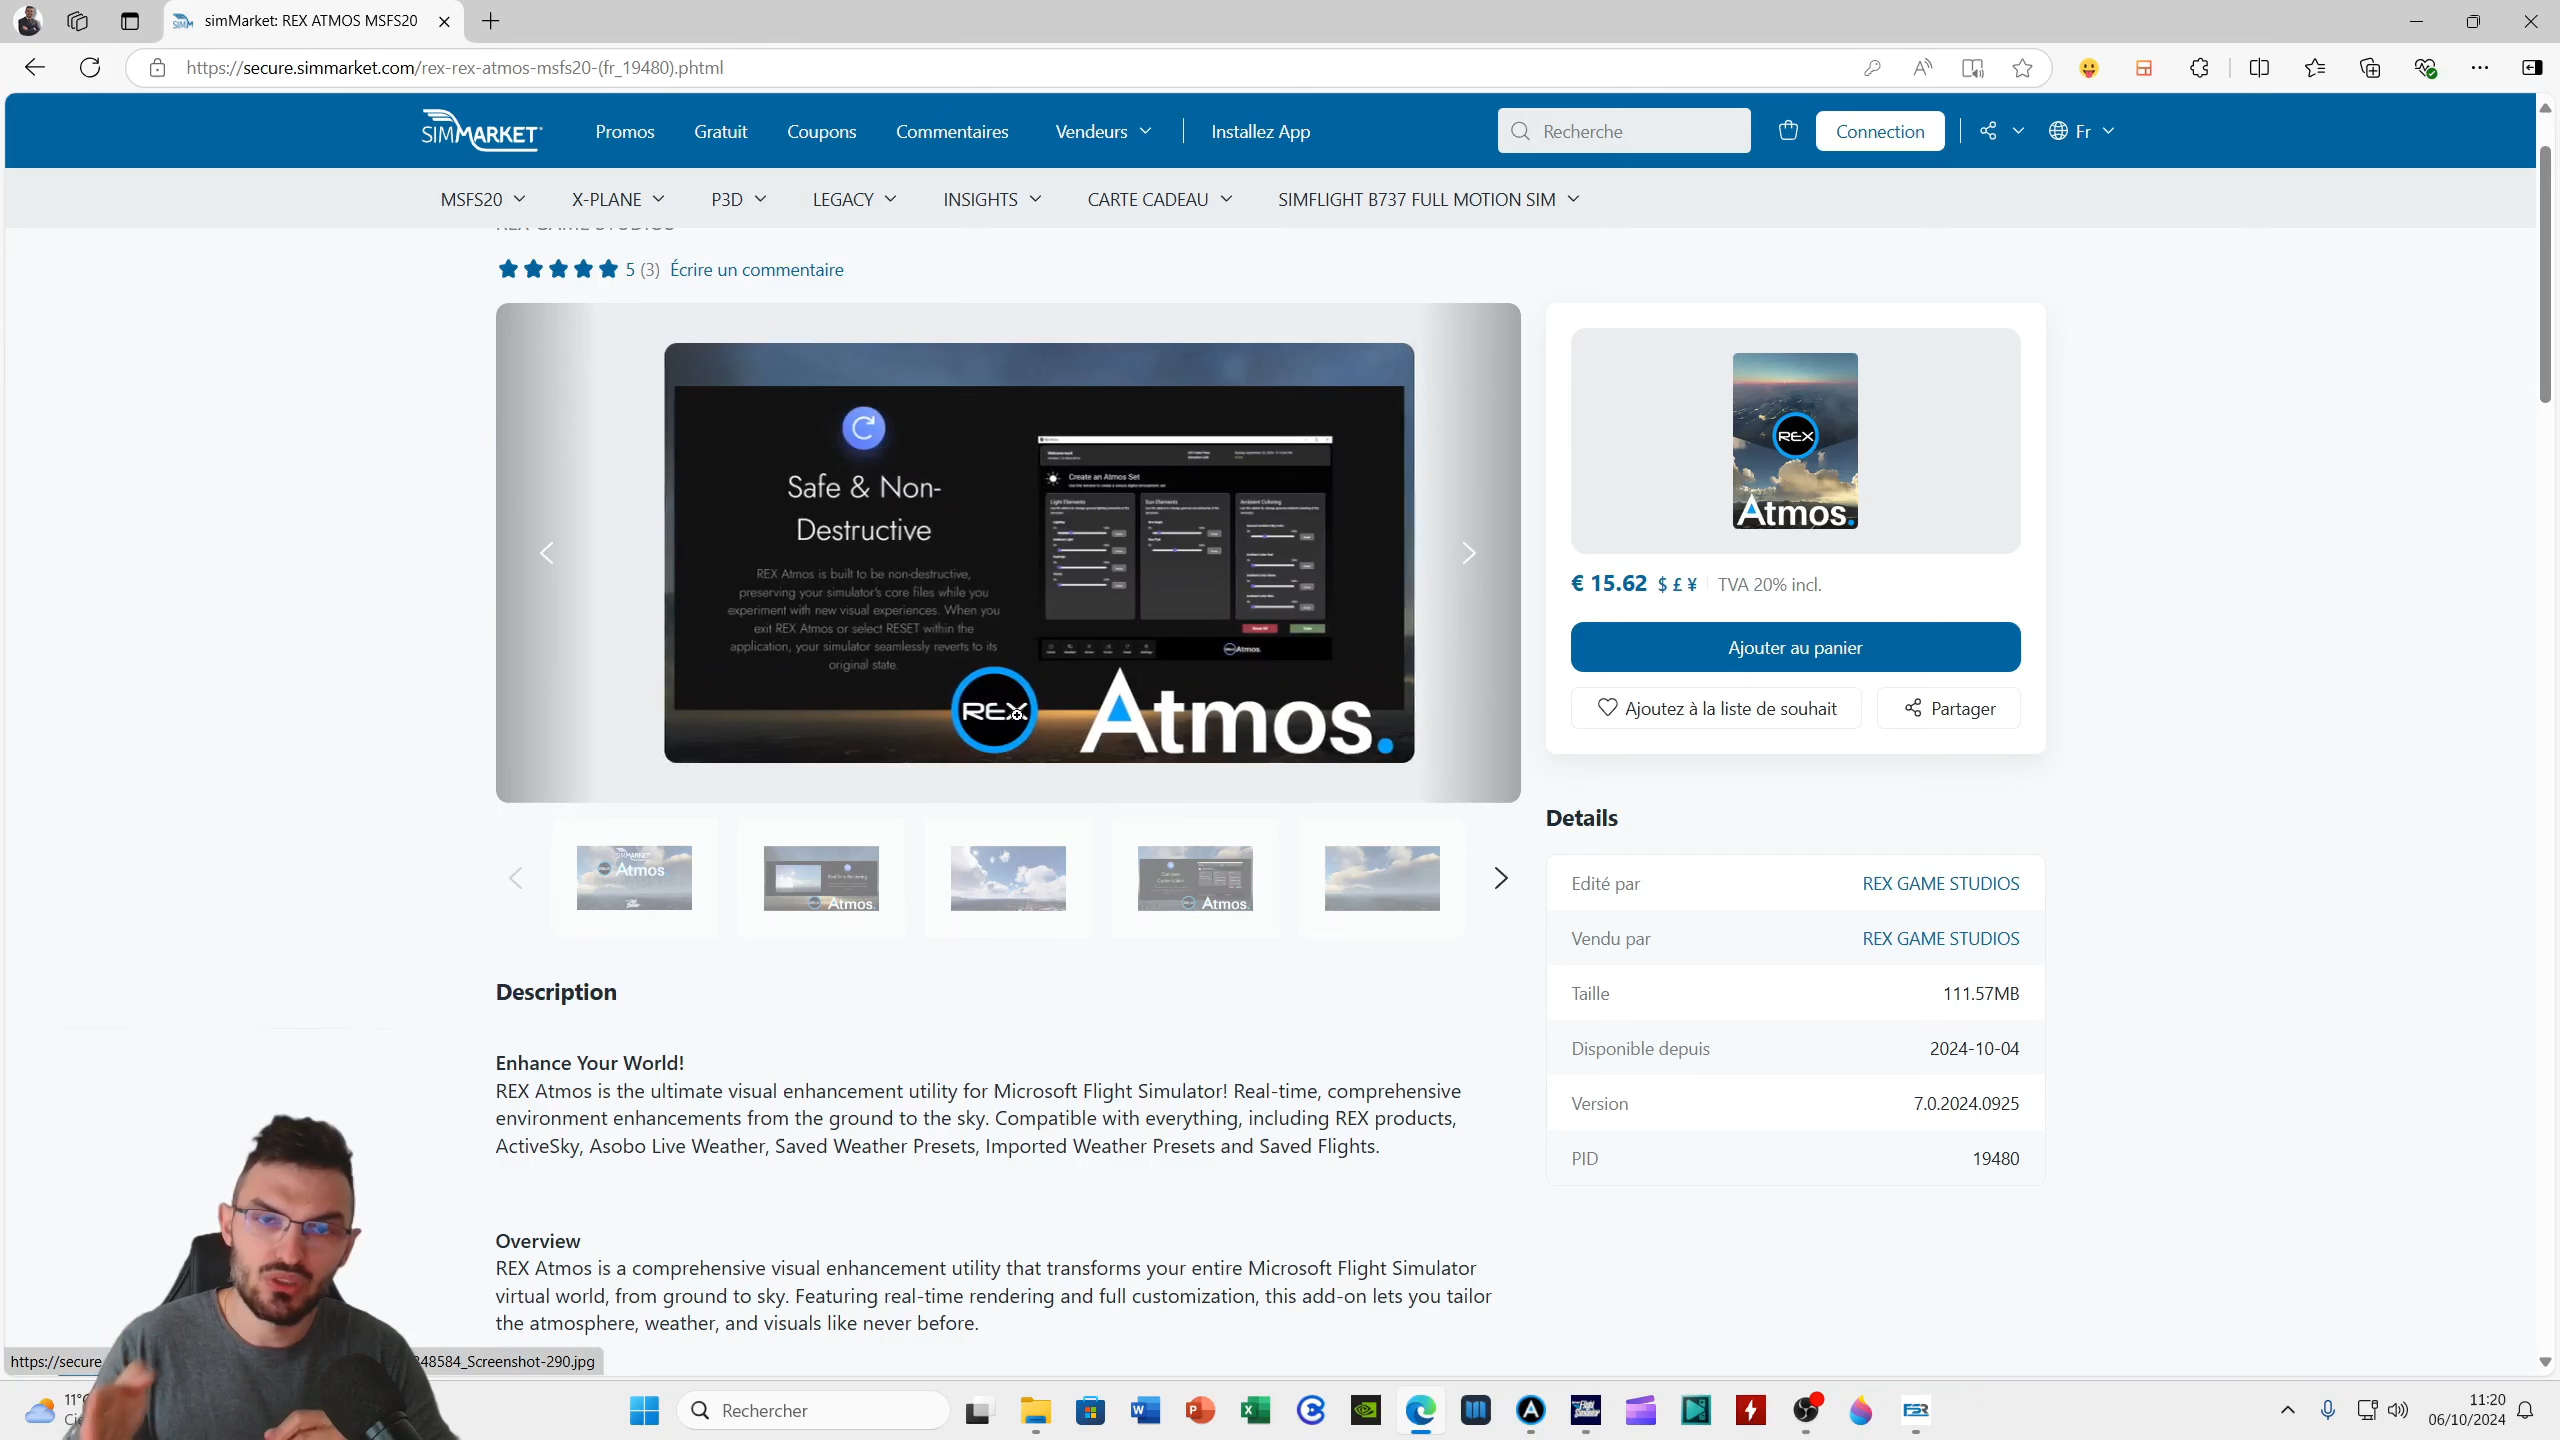 simMarket: REX ATMOS MSFS20
https://secure.simmarket.com/rex-rex-atmos-msfs20-(fr_19480).phtml
SIMMARKET
Promos
Gratuit
Coupons
Commentaires
Vendeurs
Installez App
Recherche
Connection
Fr
MSFS20
X-PLANE
P3D
LEGACY
INSIGHTS
CARTE CADEAU
SIMFLIGHT B737 FULL MOTION SIM
REX GAME STUDIOS
5 (3) Écrire un commentaire
Safe & Non-
Destructive
REX Atmos is built to be non-destructive,
preserving your simulator's core files while you
experiment with new visual experiences. When you
exit REX Atmos or select RESET within the
application, your simulator seamlessly reverts to its
original state.
Create an Atmos Set
Light Elements
Sun Elements
Ambient Coloring
Atmos.
REX
Atmos.
REX
Atmos.
€ 15.62 $ £ ¥ TVA 20% incl.
Ajouter au panier
Ajoutez à la liste de souhait
Partager
SIMMARKET
Atmos
Atmos.
Atmos.
Details
Edité par REX GAME STUDIOS
Vendu par REX GAME STUDIOS
Taille 111.57MB
Disponible depuis 2024-10-04
Version 7.0.2024.0925
PID 19480
Description
Enhance Your World!
REX Atmos is the ultimate visual enhancement utility for Microsoft Flight Simulator! Real-time, comprehensive
environment enhancements from the ground to the sky. Compatible with everything, including REX products,
ActiveSky, Asobo Live Weather, Saved Weather Presets, Imported Weather Presets and Saved Flights.
Overview
REX Atmos is a comprehensive visual enhancement utility that transforms your entire Microsoft Flight Simulator
virtual world, from ground to sky. Featuring real-time rendering and full customization, this add-on lets you tailor
the atmosphere, weather, and visuals like never before.
https://secure
48584_Screenshot-290.jpg
11°C
Rechercher
11:20
06/10/2024